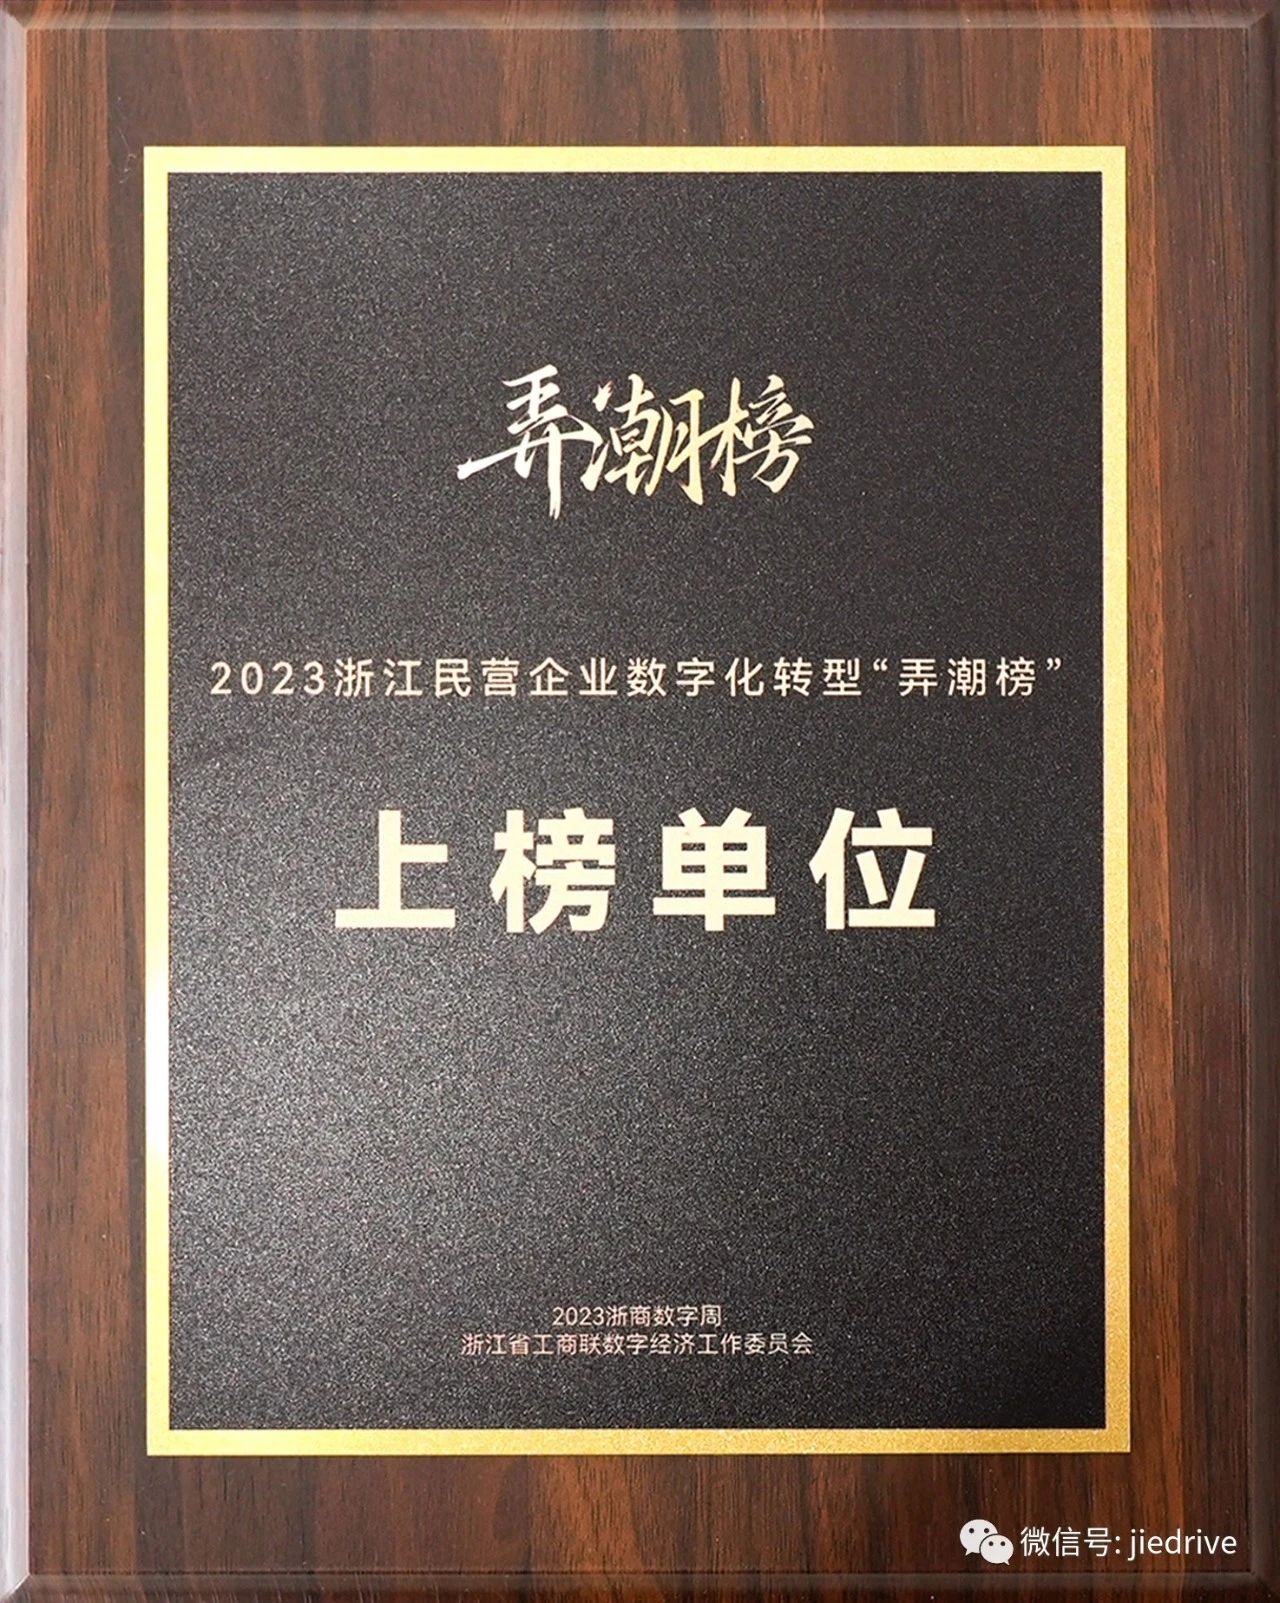 弄潮榜
2023浙江民营企业数字化转型“弄潮榜”
上榜单位
2023浙商数字周
浙江省工商联数字经济工作委员会
微信号: jiedrive